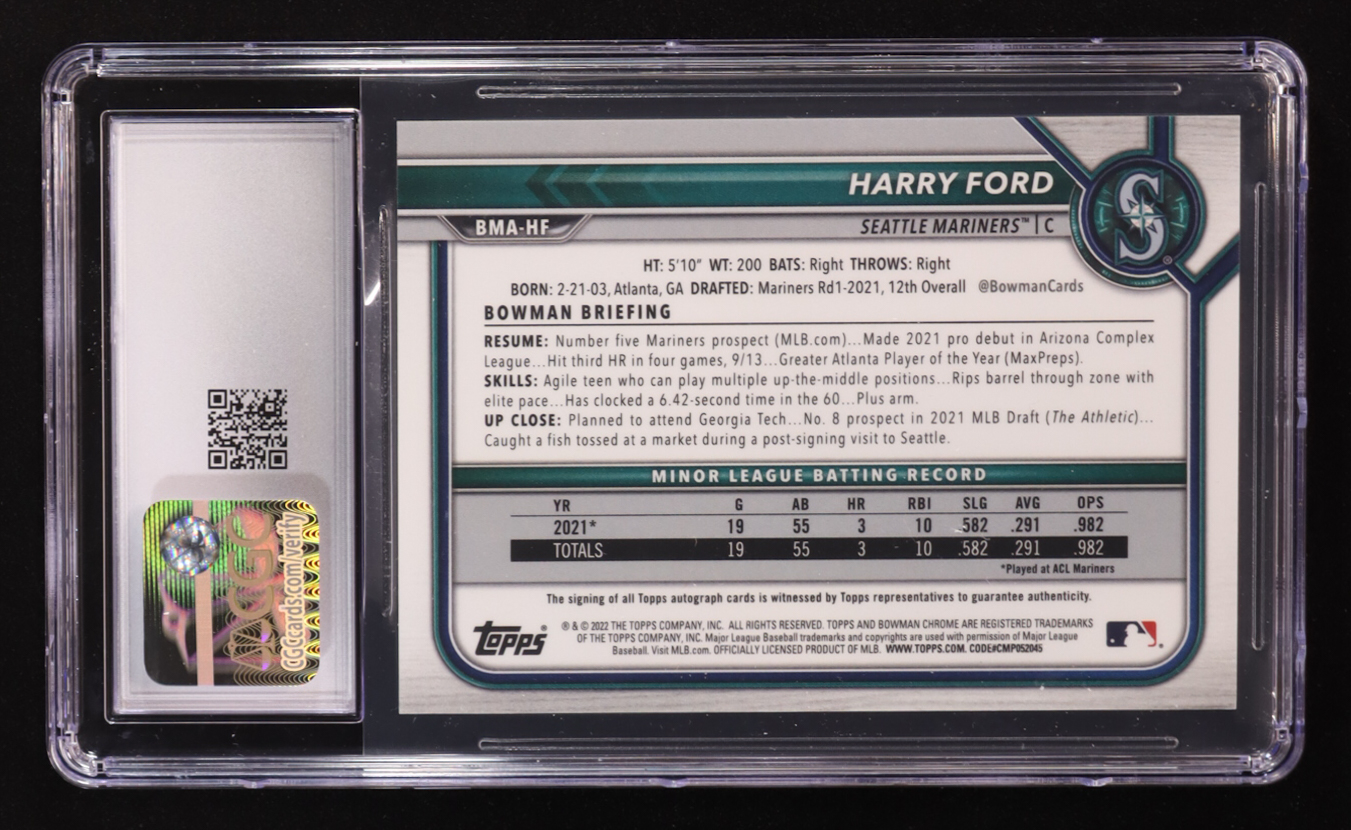 HARRY FORD
BMA-HF
SEATTLE MARINERS™ | C
HT: 5'10" WT: 200 BATS: Right THROWS: Right
BORN: 2-21-03, Atlanta, GA DRAFTED: Mariners Rd1-2021, 12th Overall @BowmanCards
BOWMAN BRIEFING
RESUME: Number five Mariners prospect (MLB.com)...Made 2021 pro debut in Arizona Complex
League...Hit third HR in four games, 9/13...Greater Atlanta Player of the Year (MaxPreps).
SKILLS: Agile teen who can play multiple up-the-middle positions...Rips barrel through zone with
elite pace...Has clocked a 6.42-second time in the 60...Plus arm.
UP CLOSE: Planned to attend Georgia Tech...No. 8 prospect in 2021 MLB Draft (The Athletic)...
Caught a fish tossed at a market during a post-signing visit to Seattle.
MINOR LEAGUE BATTING RECORD
YR G AB HR RBI SLG AVG OPS
2021* 19 55 3 10 .582 .291 .982
TOTALS 19 55 3 10 .582 .291 .982
*Played at ACL Mariners
The signing of all Topps autograph cards is witnessed by Topps representatives to guarantee authenticity.
TOPPS®
® & © 2022 THE TOPPS COMPANY, INC. ALL RIGHTS RESERVED. TOPPS AND BOWMAN CHROME ARE REGISTERED TRADEMARKS
OF THE TOPPS COMPANY, INC. Major League Baseball trademarks and copyrights are used with permission of Major League
Baseball. Visit MLB.com. OFFICIALLY LICENSED PRODUCT OF MLB. WWW.TOPPS.COM. CODE#CMP052045
cGccards.com/verify